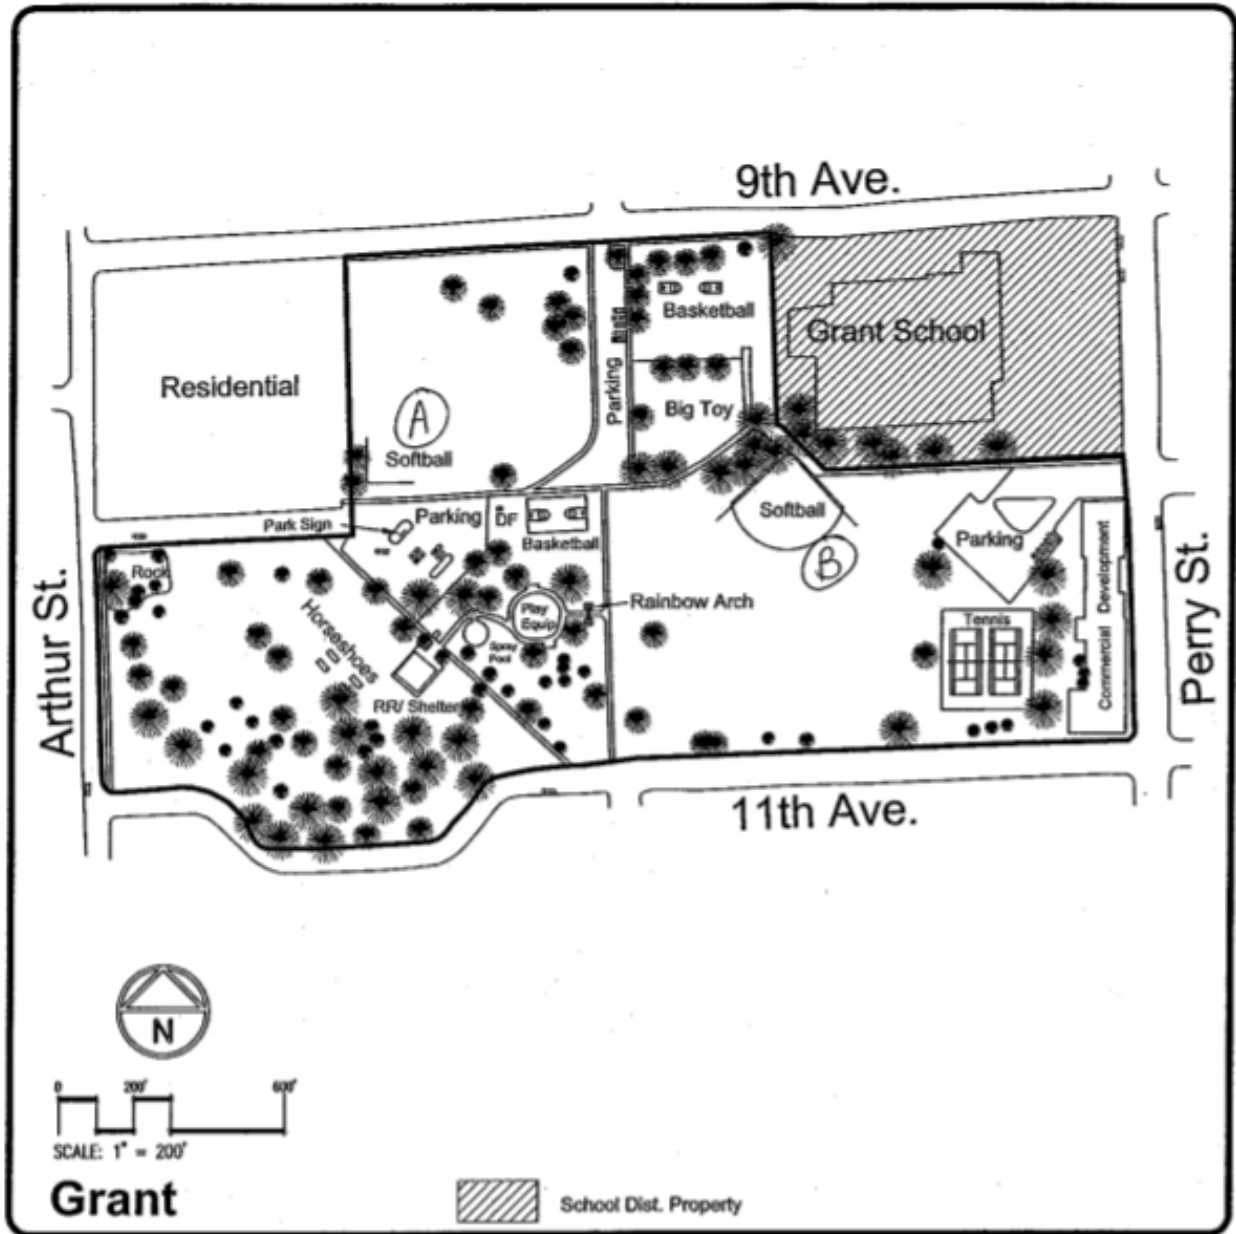 9th Ave.
Residential
A
Softball
Parking
Basketball
Big Toy
Grant School
Park Sign
Parking
DF
Basketball
Softball
B
Parking
Commercial Development
Rock
Horseshoes
Play
Equip
Spray
Pool
Rainbow Arch
RR/ Shelter
Tennis
Arthur St.
Perry St.
11th Ave.
N
0 200' 600'
SCALE: 1" = 200'
Grant
School Dist. Property